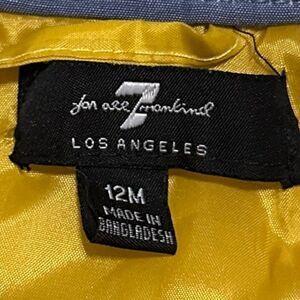 7
for all mankind
LOS ANGELES
12M
MADE IN
BANGLADESH